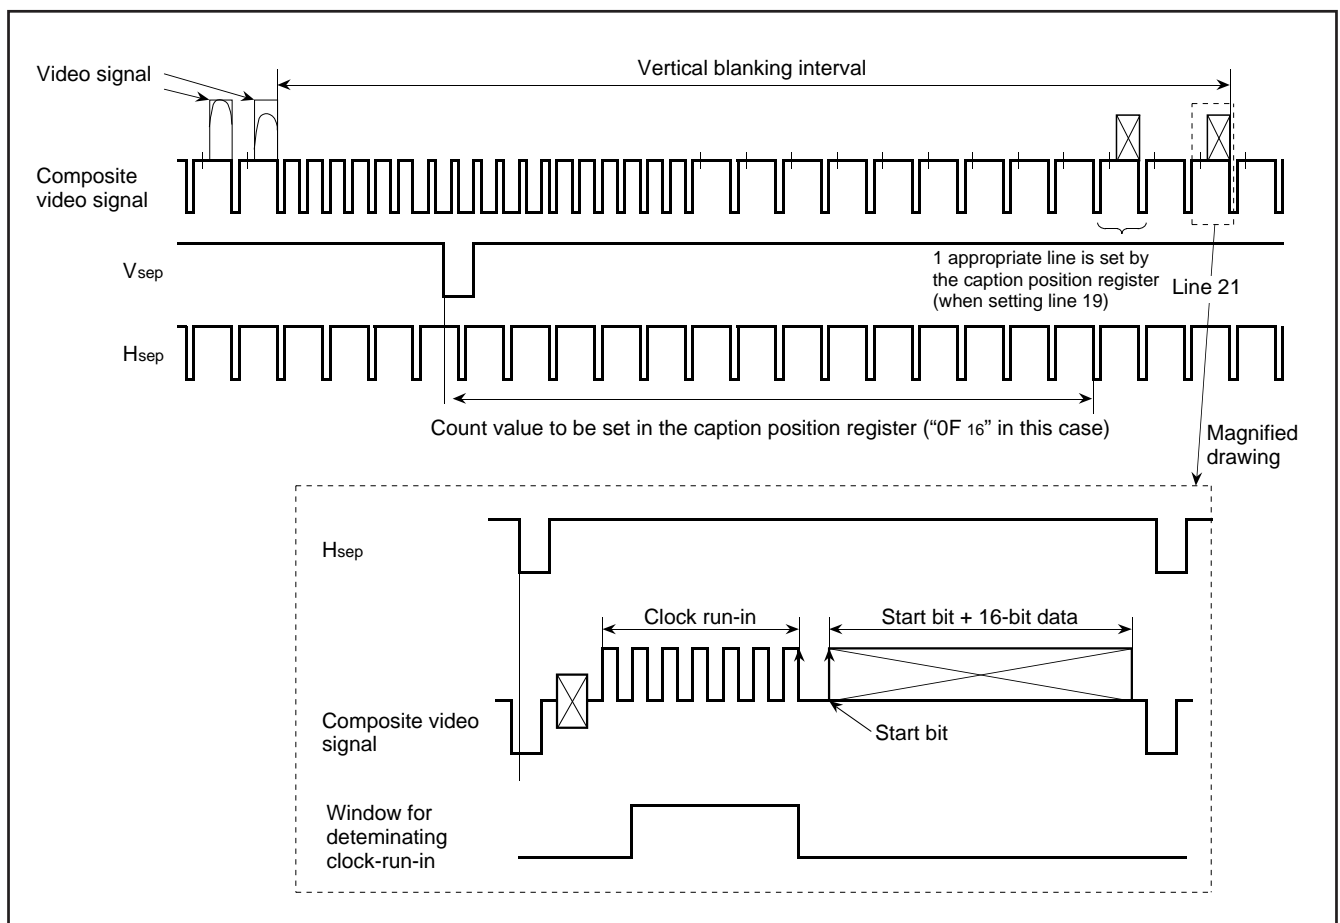 Video signal
Vertical blanking interval
Composite
video signal
Vsep
1 appropriate line is set by
the caption position register
(when setting line 19)
Line 21
Hsep
Count value to be set in the caption position register (“0F 16” in this case)
Magnified
drawing
Hsep
Clock run-in
Start bit + 16-bit data
Composite video
signal
Start bit
Window for
deteminating
clock-run-in